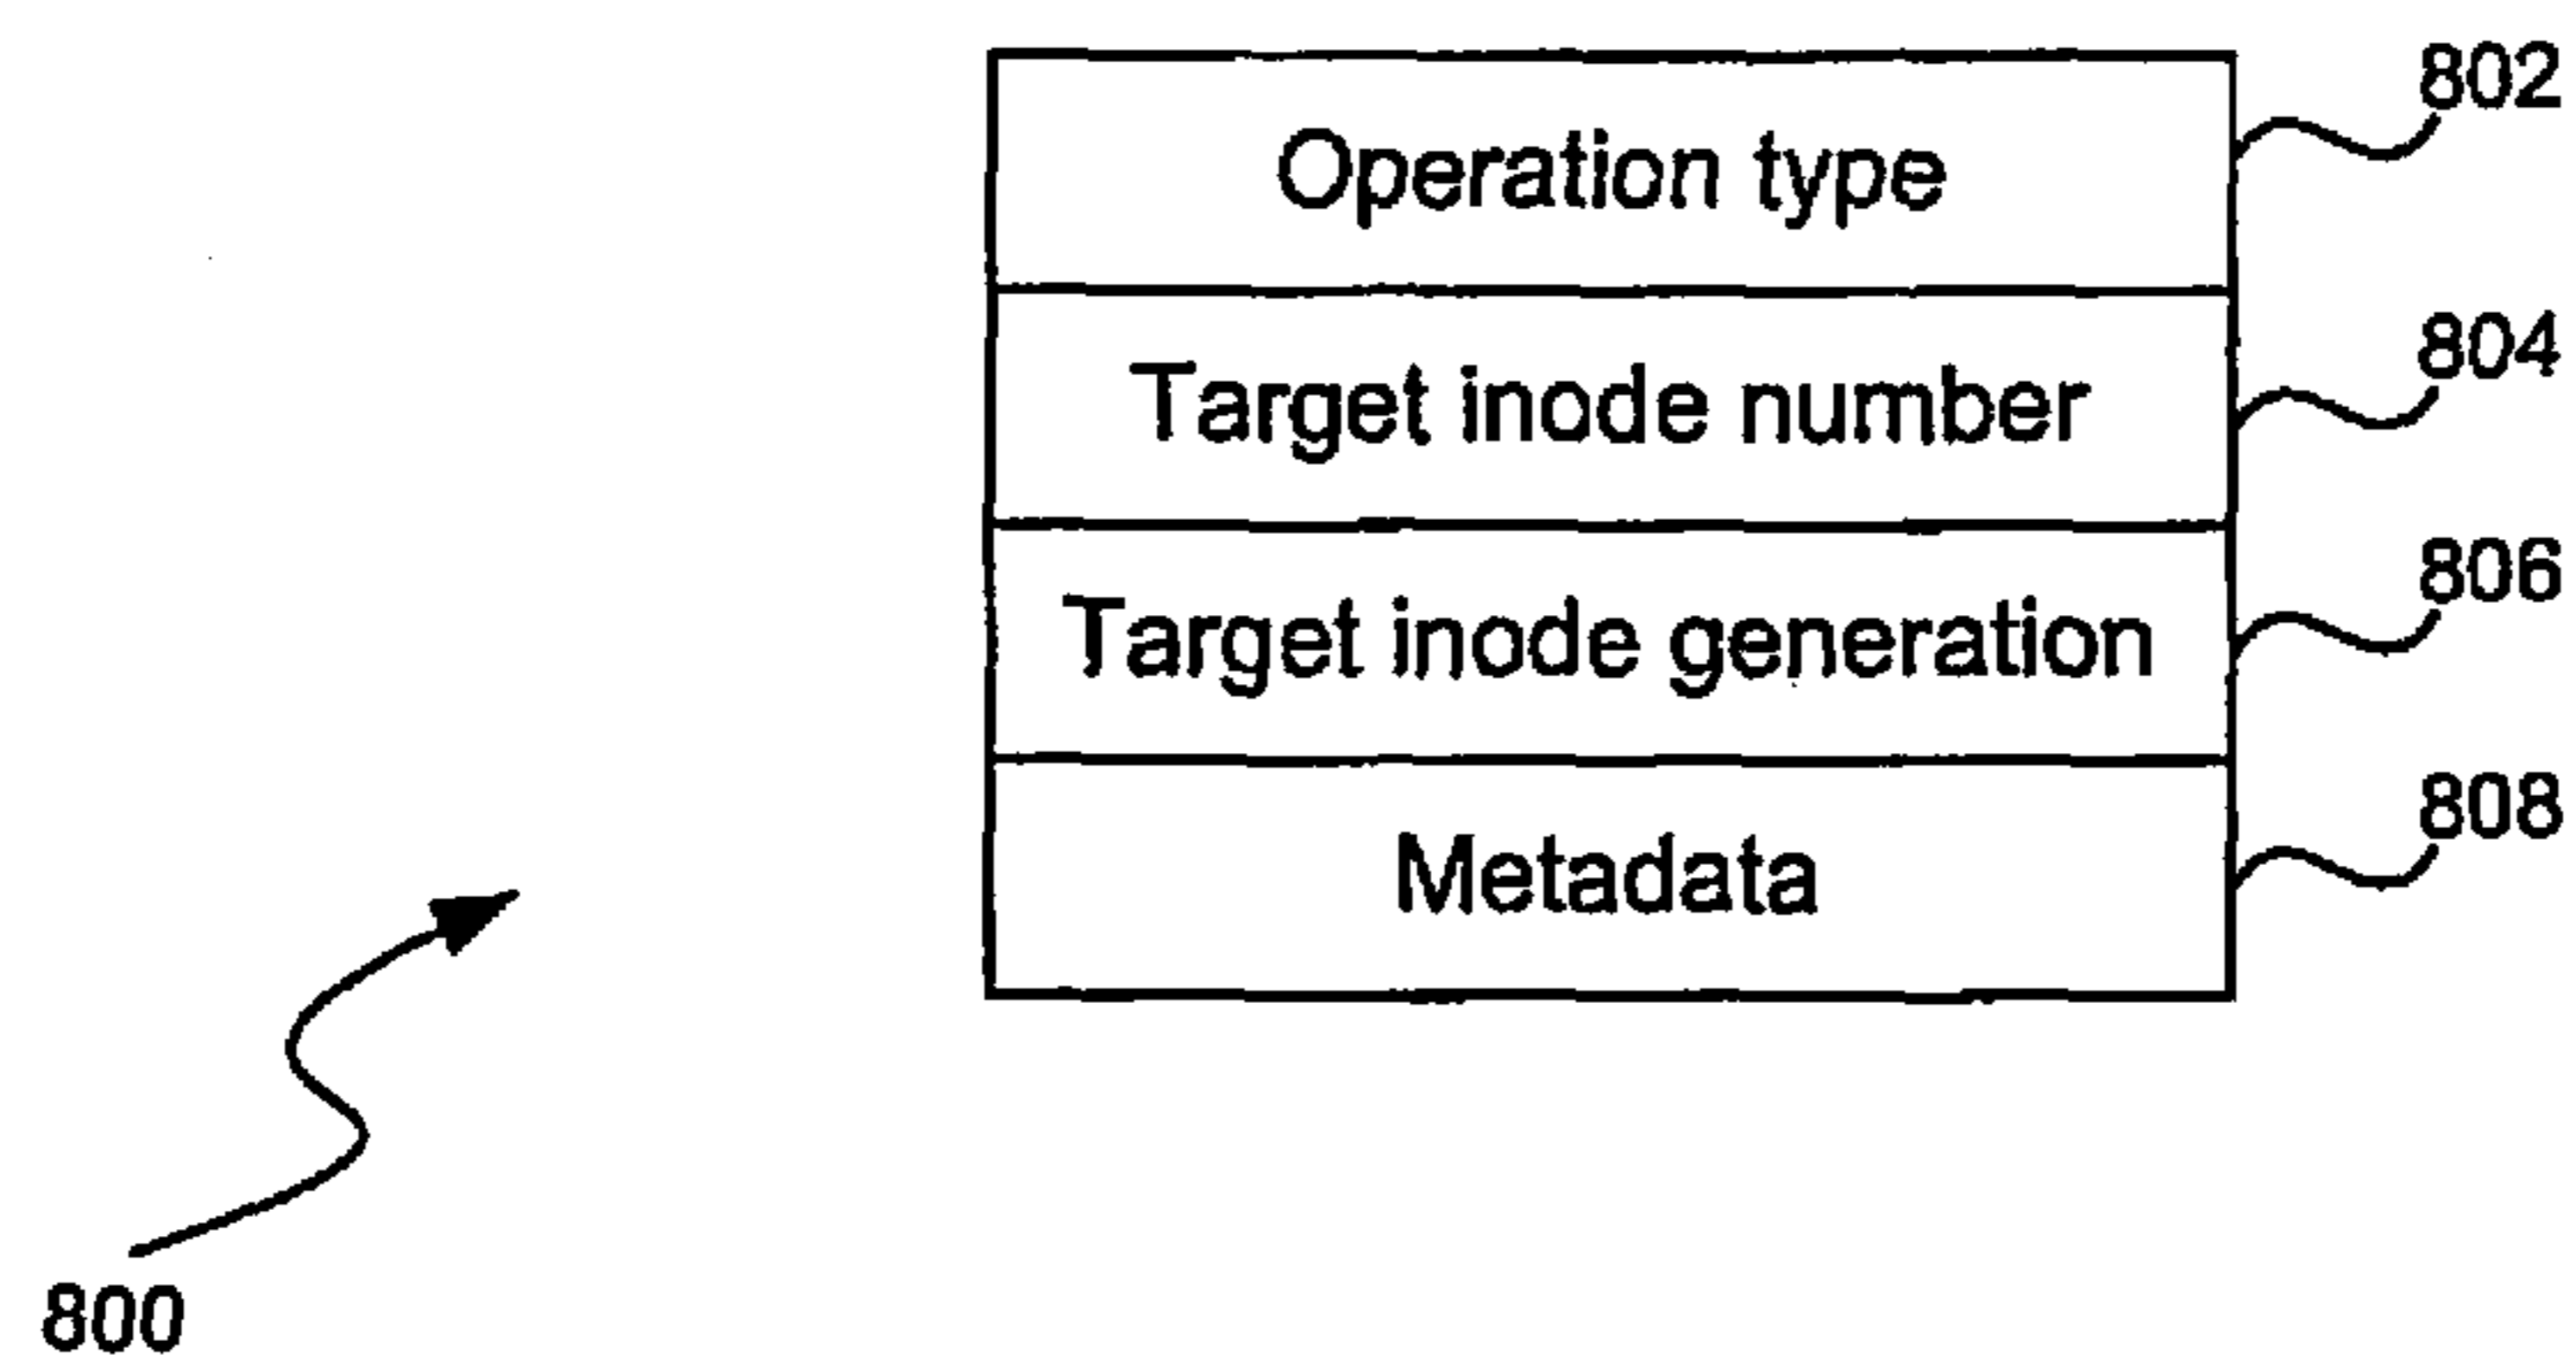 802
Operation type
804
Target inode number
806
Target inode generation
808
Metadata
800